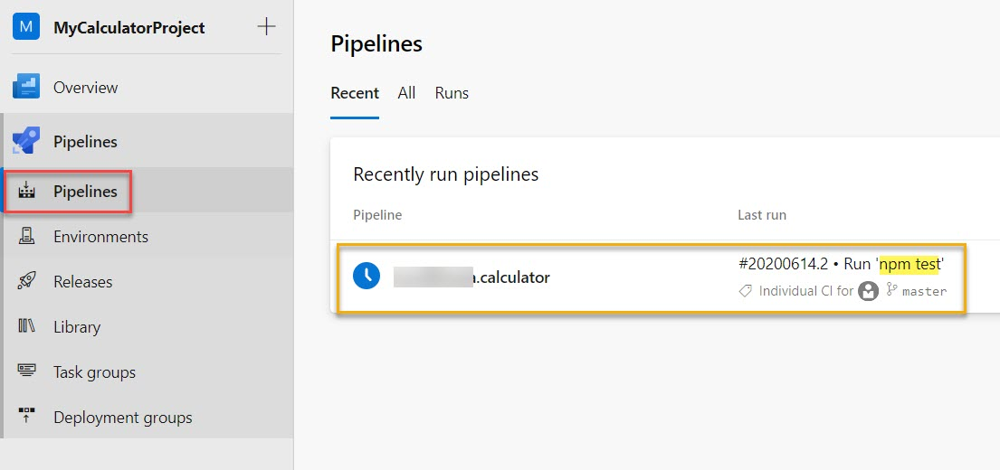 M MyCalculatorProject
Overview
Pipelines
Pipelines
Environments
Releases
Library
Task groups
Deployment groups
Pipelines
Recent All Runs
Recently run pipelines
Pipeline Last run
.calculator
#20200614.2 • Run 'npm test'
Individual CI for master